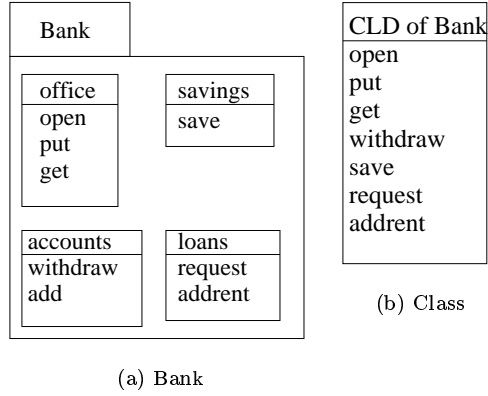 Bank
office
open
put
get
savings
save
accounts
withdraw
add
loans
request
addrent
(a) Bank
CLD of Bank
open
put
get
withdraw
save
request
addrent
(b) Class